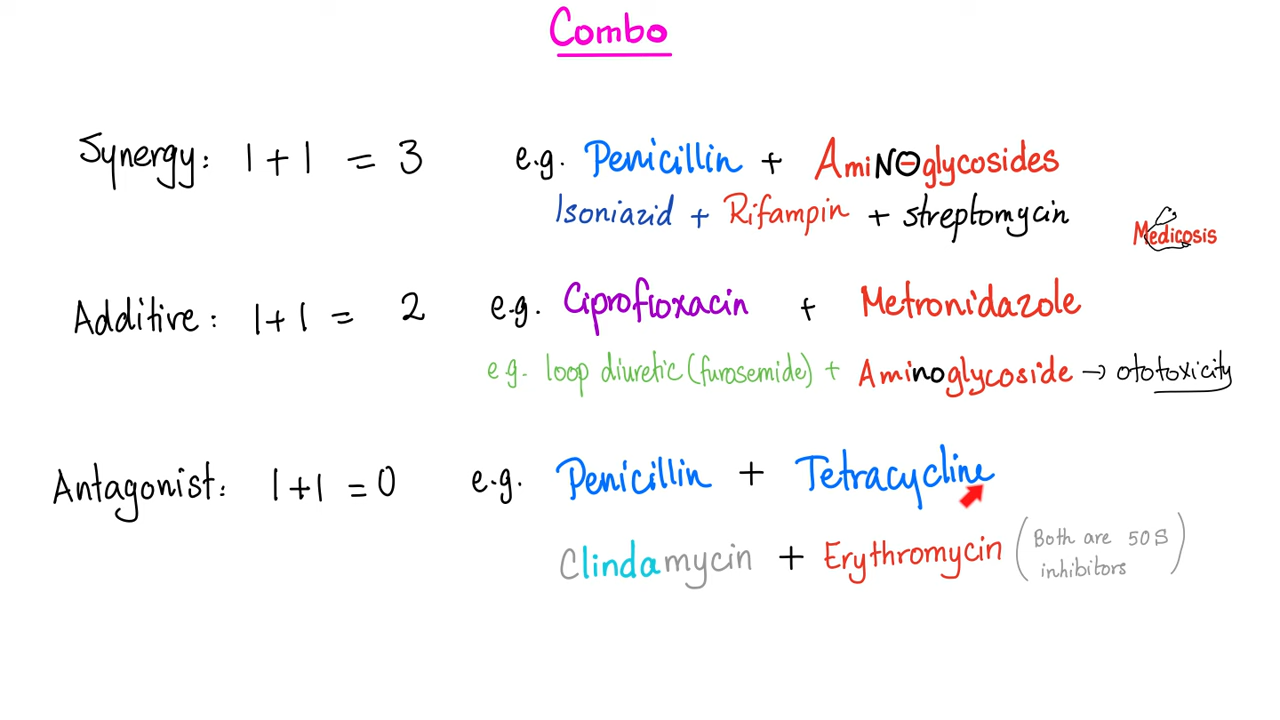 Combo
Synergy: 1 + 1 = 3 e.g. Penicillin + AmiNOglycosides
Isoniazid + Rifampin + streptomycin
Medicosis
Additive: 1+1 = 2 e.g. Ciprofloxacin + Metronidazole
e.g. loop diuretic (furosemide) + Aminoglycoside → ototoxicity
Antagonist: 1+1 = 0 e.g. Penicillin + Tetracycline
Clindamycin + Erythromycin (Both are 50S
inhibitors)